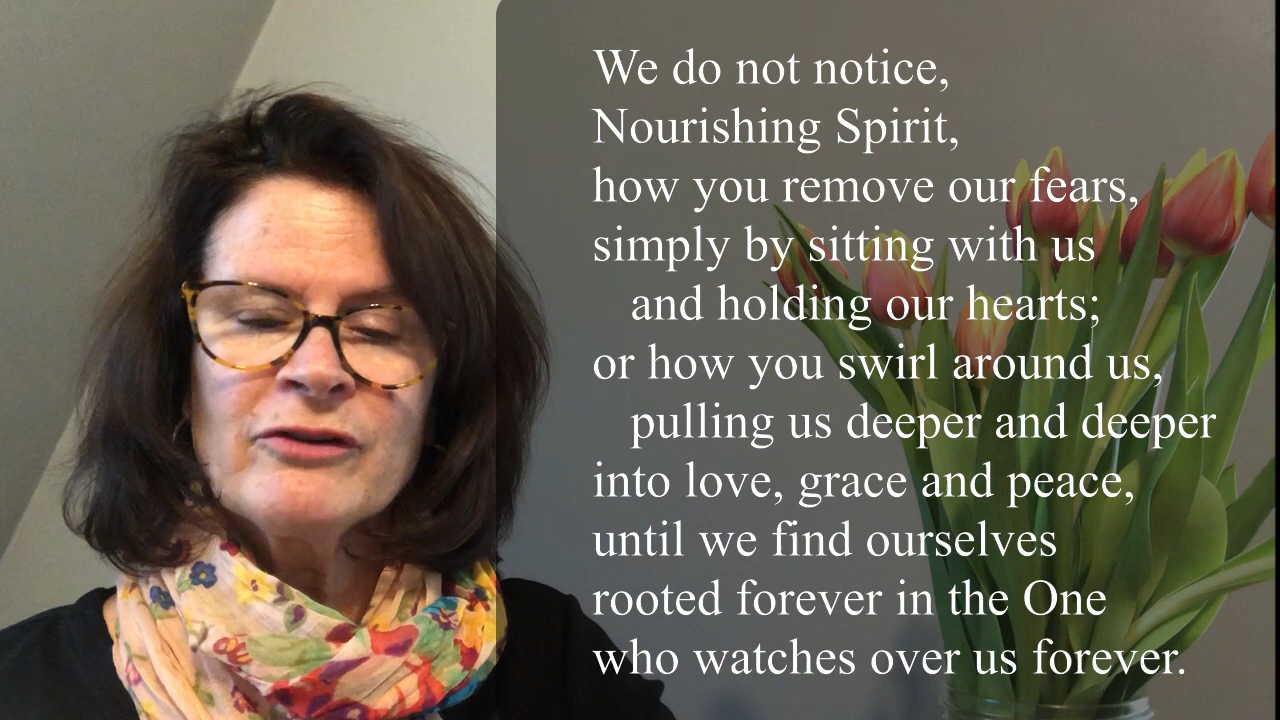 We do not notice,
Nourishing Spirit,
how you remove our fears,
simply by sitting with us
and holding our hearts;
or how you swirl around us,
pulling us deeper and deeper
into love, grace and peace,
until we find ourselves
rooted forever in the One
who watches over us forever.